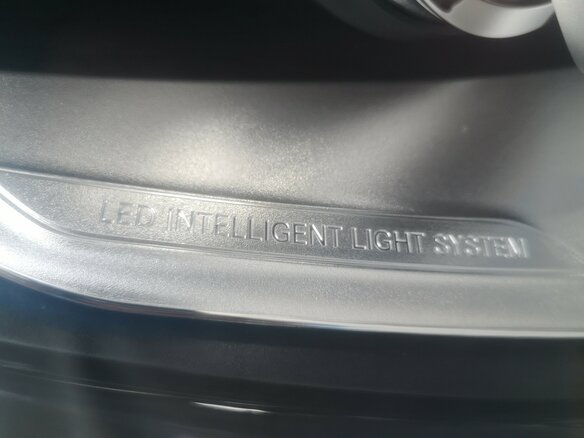 LED INTELLIGENT LIGHT SYSTEM